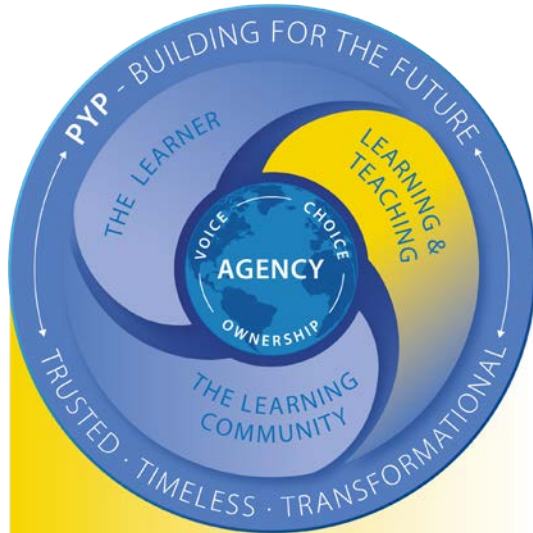 PYP - BUILDING FOR THE FUTURE
THE LEARNER
LEARNING &
TEACHING
VOICE
CHOICE
AGENCY
OWNERSHIP
THE LEARNING
COMMUNITY
TRUSTED · TIMELESS · TRANSFORMATIONAL